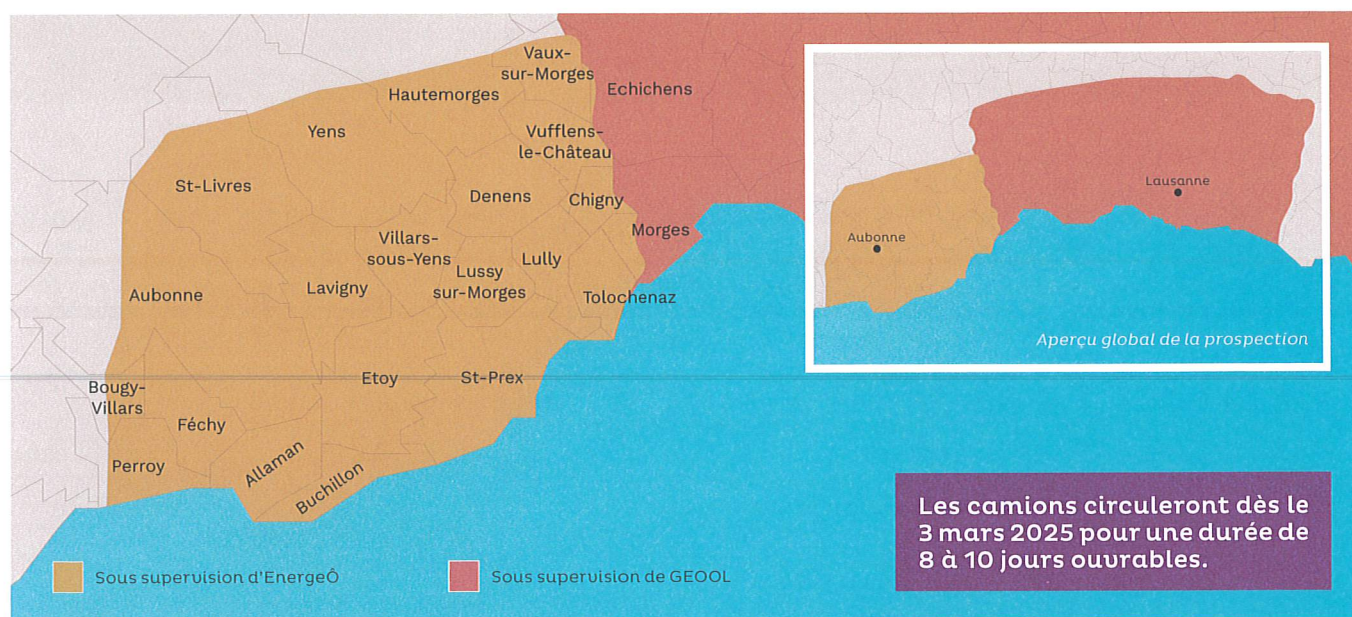 Vaux-
sur-Morges
Echichens
Hautemorges
Yens
Vufflens-
le-Château
St-Livres
Denens
Chigny
Morges
Villars-
sous-Yens
Lully
Lussy
sur-Morges
Aubonne
Lavigny
Tolochenaz
Bougy-
Villars
Etoy
St-Prex
Féchy
Perroy
Allaman
Buchillon
Lausanne
Aubonne
Aperçu global de la prospection
Les camions circuleront dès le
3 mars 2025 pour une durée de
8 à 10 jours ouvrables.
Sous supervision d'EnergeÔ
Sous supervision de GEOOL